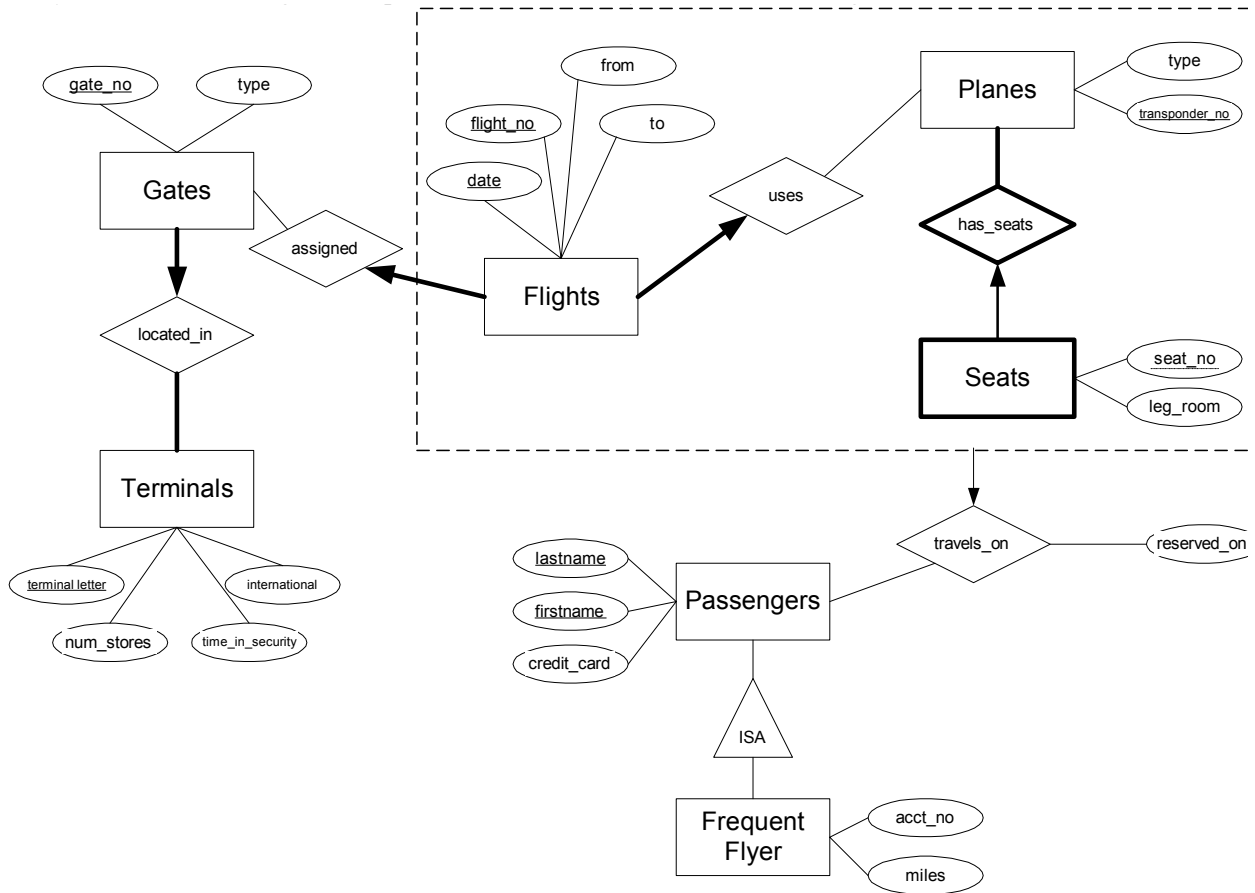 from
type
gate_no
type
Planes
flight_no
to
transponder_no
Gates
date
uses
has_seats
assigned
Flights
located_in
seat_no
Seats
leg_room
Terminals
travels_on
reserved_on
lastname
terminal letter
international
Passengers
firstname
num_stores
time_in_security
credit_card
ISA
Frequent
Flyer
acct_no
miles